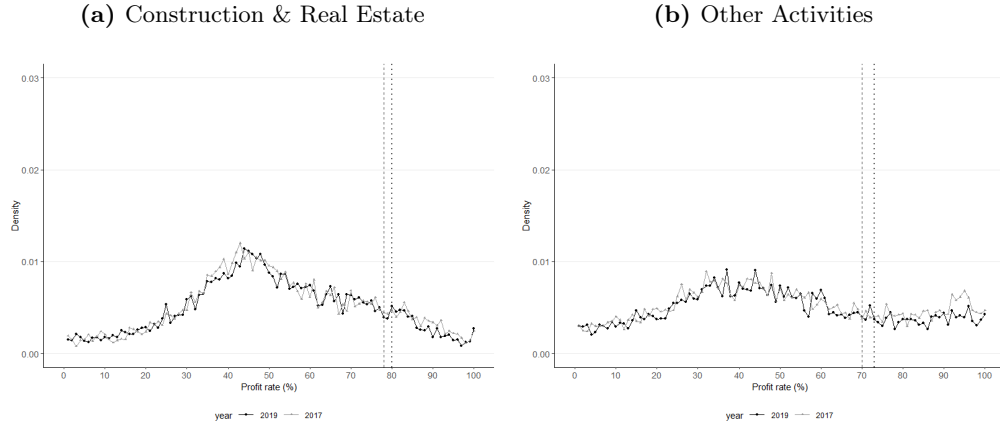 (a) Construction & Real Estate
0.03
0.02
0.01
0.00
Density
0 10 20 30 40 50 60 70 80 90 100
Profit rate (%)
year 2019 2017
(b) Other Activities
0.03
0.02
0.01
0.00
Density
0 10 20 30 40 50 60 70 80 90 100
Profit rate (%)
year 2019 2017